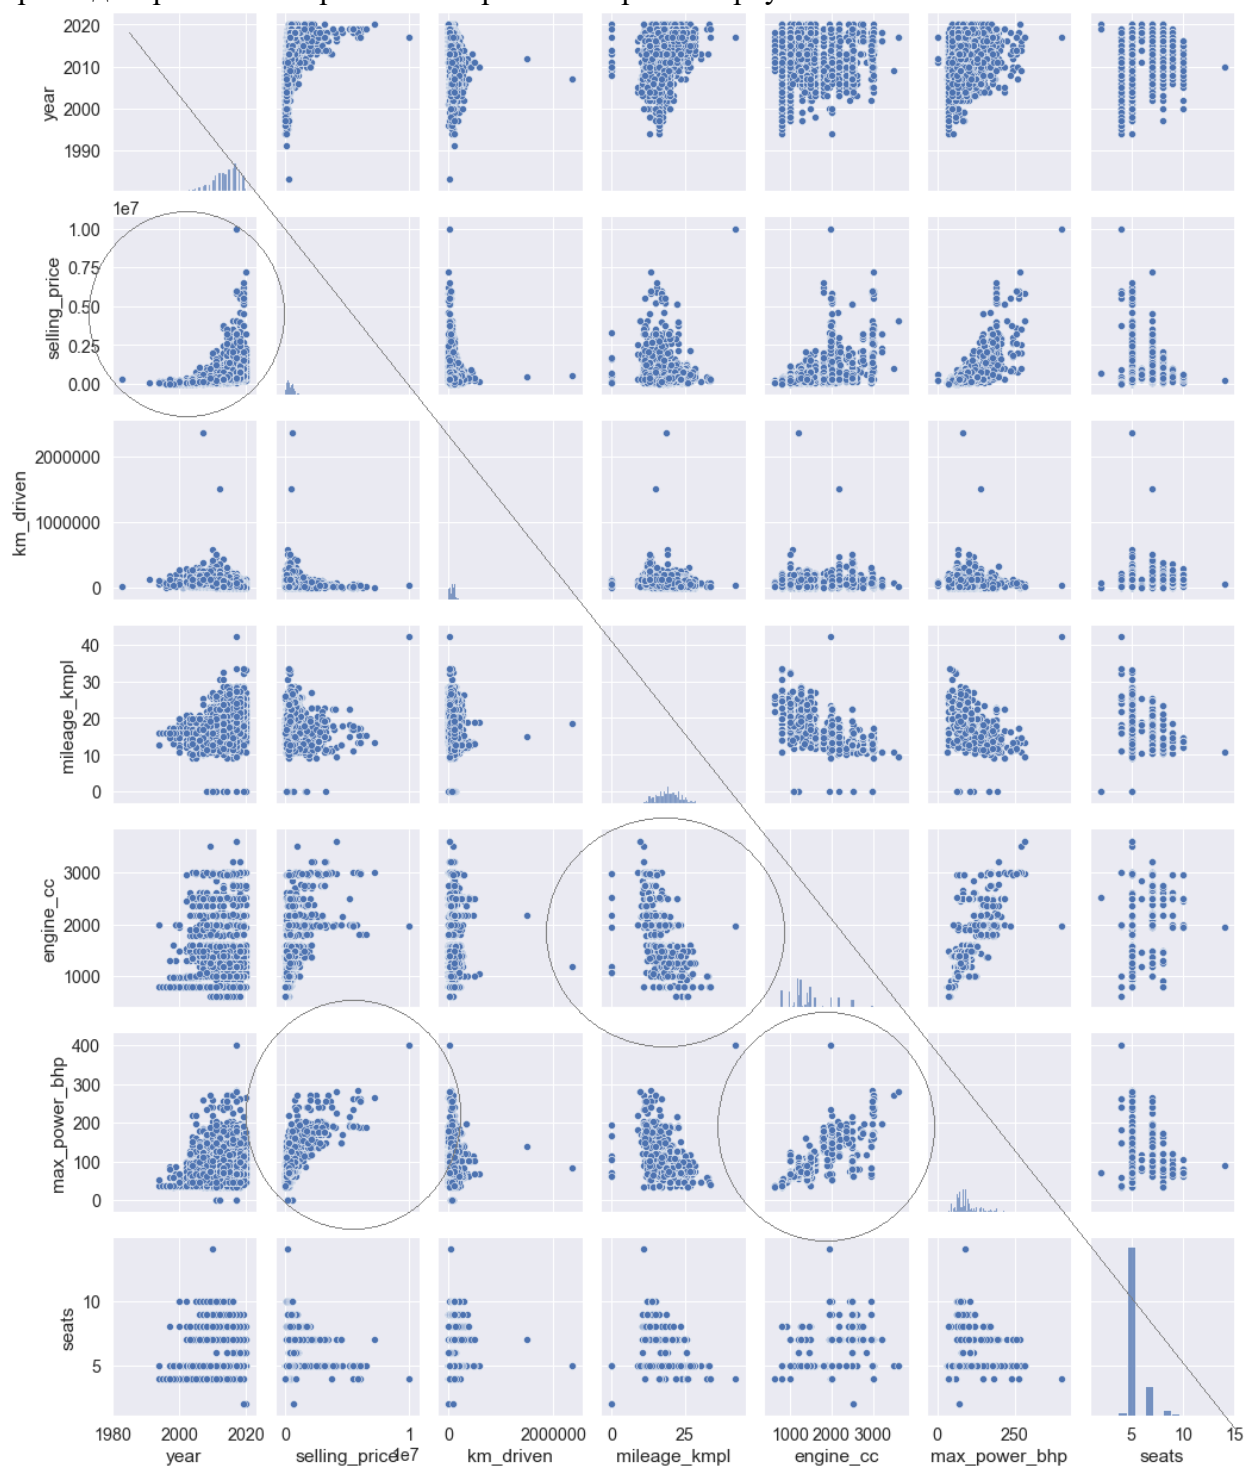 2020
2010
2000
1990
year
1e7
1.00
0.75
0.50
0.25
0.00
selling_price
2000000
1000000
0
km_driven
40
30
20
10
0
mileage_kmpl
3000
2000
1000
engine_cc
400
300
200
100
0
max_power_bhp
10
5
seats
1980 2000 2020 0 1 0 2000000 0 25 1000 2000 3000 0 250 5 10 15
1e7
year selling_price km_driven mileage_kmpl engine_cc max_power_bhp seats